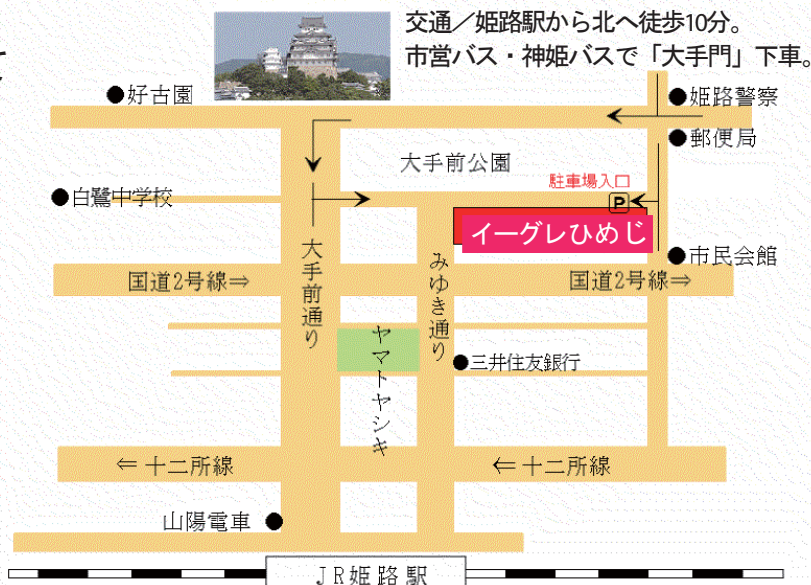 て
交通／姫路駅から北へ徒歩10分。
市営バス・神姫バスで「大手門」下車。
●好古園
●姫路警察
●郵便局
大手前公園
駐車場入口
P
●白鷺中学校
イーグレひめじ
●市民会館
大手前通り
みゆき通り
国道2号線⇒
国道2号線⇒
ヤマトヤシキ
●三井住友銀行
⇐十二所線
⇐十二所線
山陽電車●
JR姫路駅